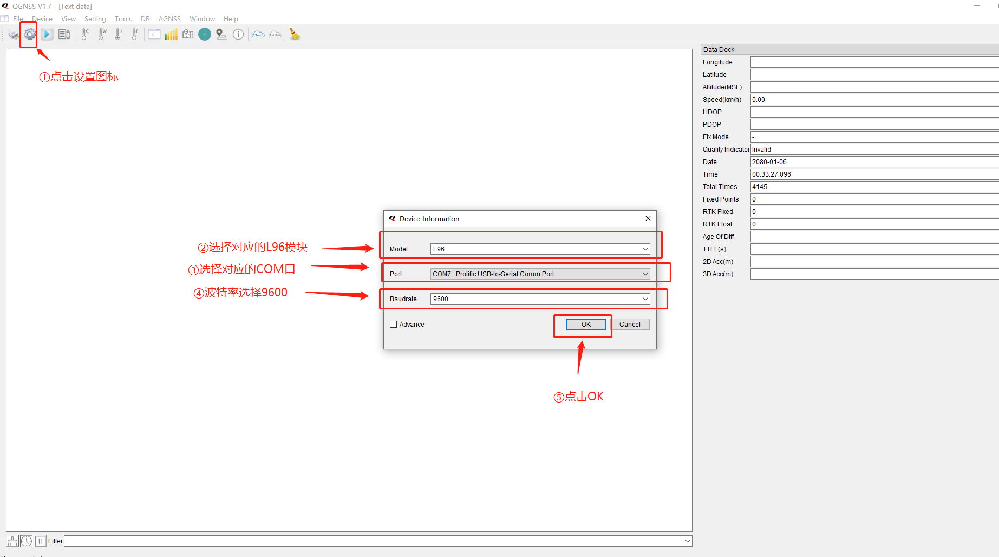 QGNSS V1.7 - [Text data]
File Device View Setting Tools DR AGNSS Window Help
C W H F C Client Caster
①点击设置图标
Data Dock
Longitude
Latitude
Altitude(MSL)
Speed(km/h) 0.00
HDOP
PDOP
Fix Mode -
Quality Indicator Invalid
Date 2080-01-06
Time 00:33:27.096
Total Times 4145
Fixed Points 0
RTK Fixed 0
RTK Float 0
Age Of Diff
TTFF(s)
2D Acc(m)
3D Acc(m)
Device Information
②选择对应的L96模块
Model L96
③选择对应的COM口
Port COM7 Prolific USB-to-Serial Comm Port
④波特率选择9600
Baudrate 9600
Advance OK Cancel
⑤点击OK
Filter